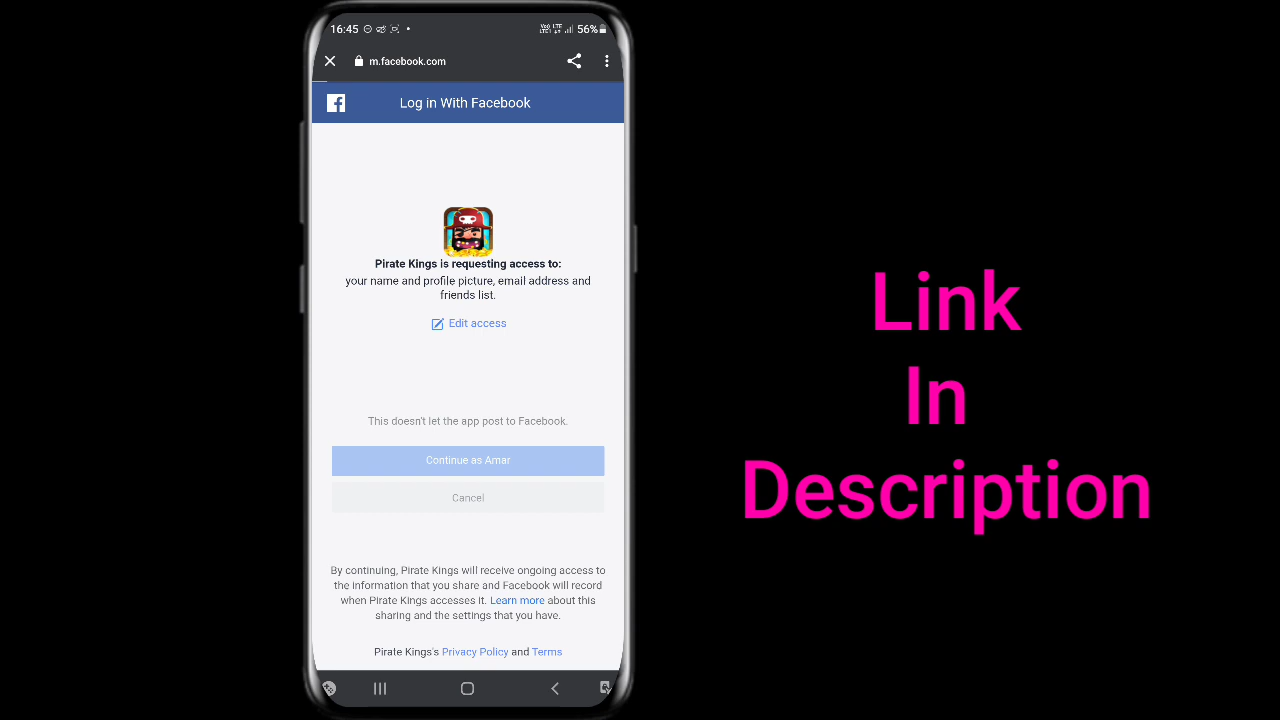 16:45
56%
m.facebook.com
Log in With Facebook
Pirate Kings is requesting access to:
your name and profile picture, email address and
friends list.
Edit access
This doesn't let the app post to Facebook.
Continue as Amar
Cancel
By continuing, Pirate Kings will receive ongoing access to
the information that you share and Facebook will record
when Pirate Kings accesses it. Learn more about this
sharing and the settings that you have.
Pirate Kings's Privacy Policy and Terms
Link
In
Description